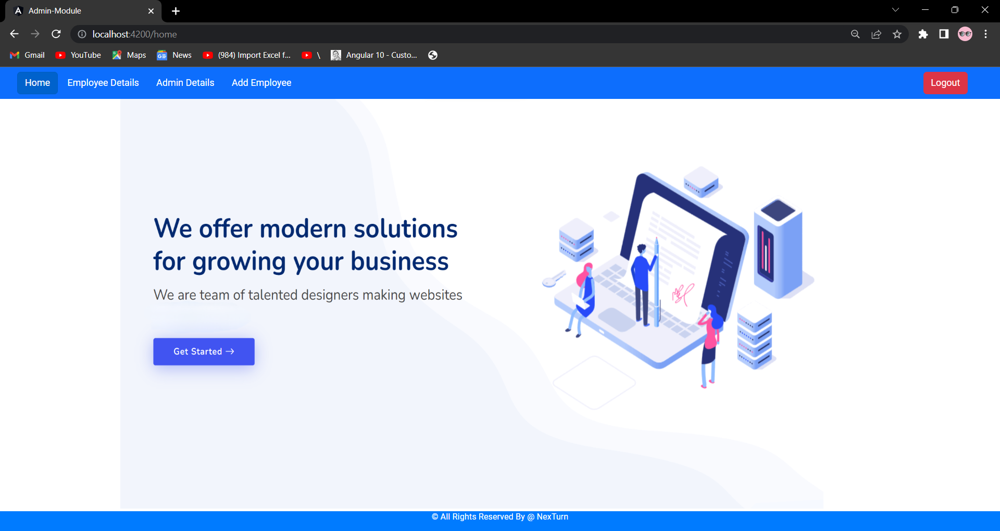 Admin-Module
localhost:4200/home
Gmail YouTube Maps News (984) Import Excel f... \ Angular 10 - Custo...
Home Employee Details Admin Details Add Employee Logout
We offer modern solutions
for growing your business
We are team of talented designers making websites
Get Started →
© All Rights Reserved By @ NexTurn